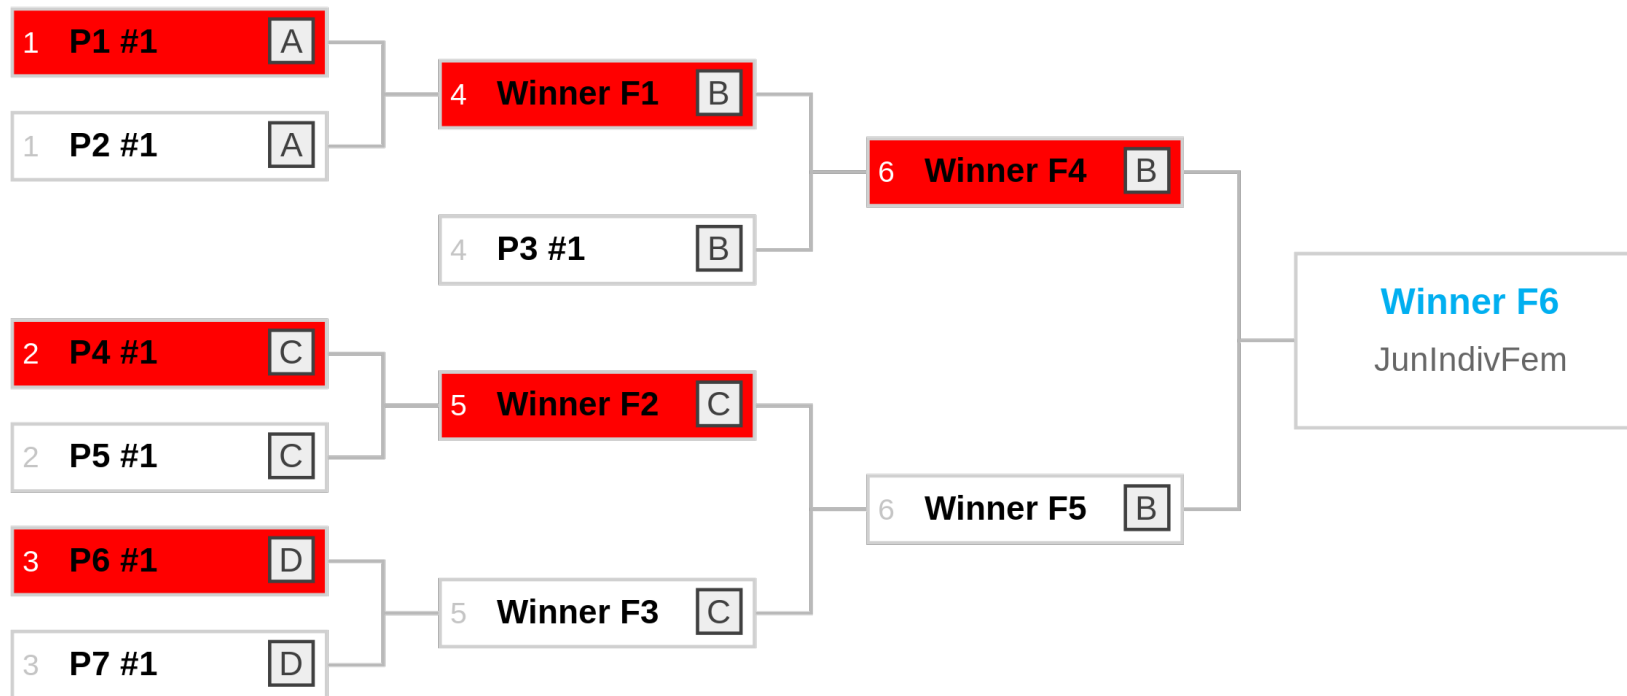 1 P1 #1 A
1 P2 #1 A
4 Winner F1 B
4 P3 #1 B
2 P4 #1 C
2 P5 #1 C
3 P6 #1 D
3 P7 #1 D
5 Winner F2 C
5 Winner F3 C
6 Winner F4 B
6 Winner F5 B
Winner F6
JunIndivFem